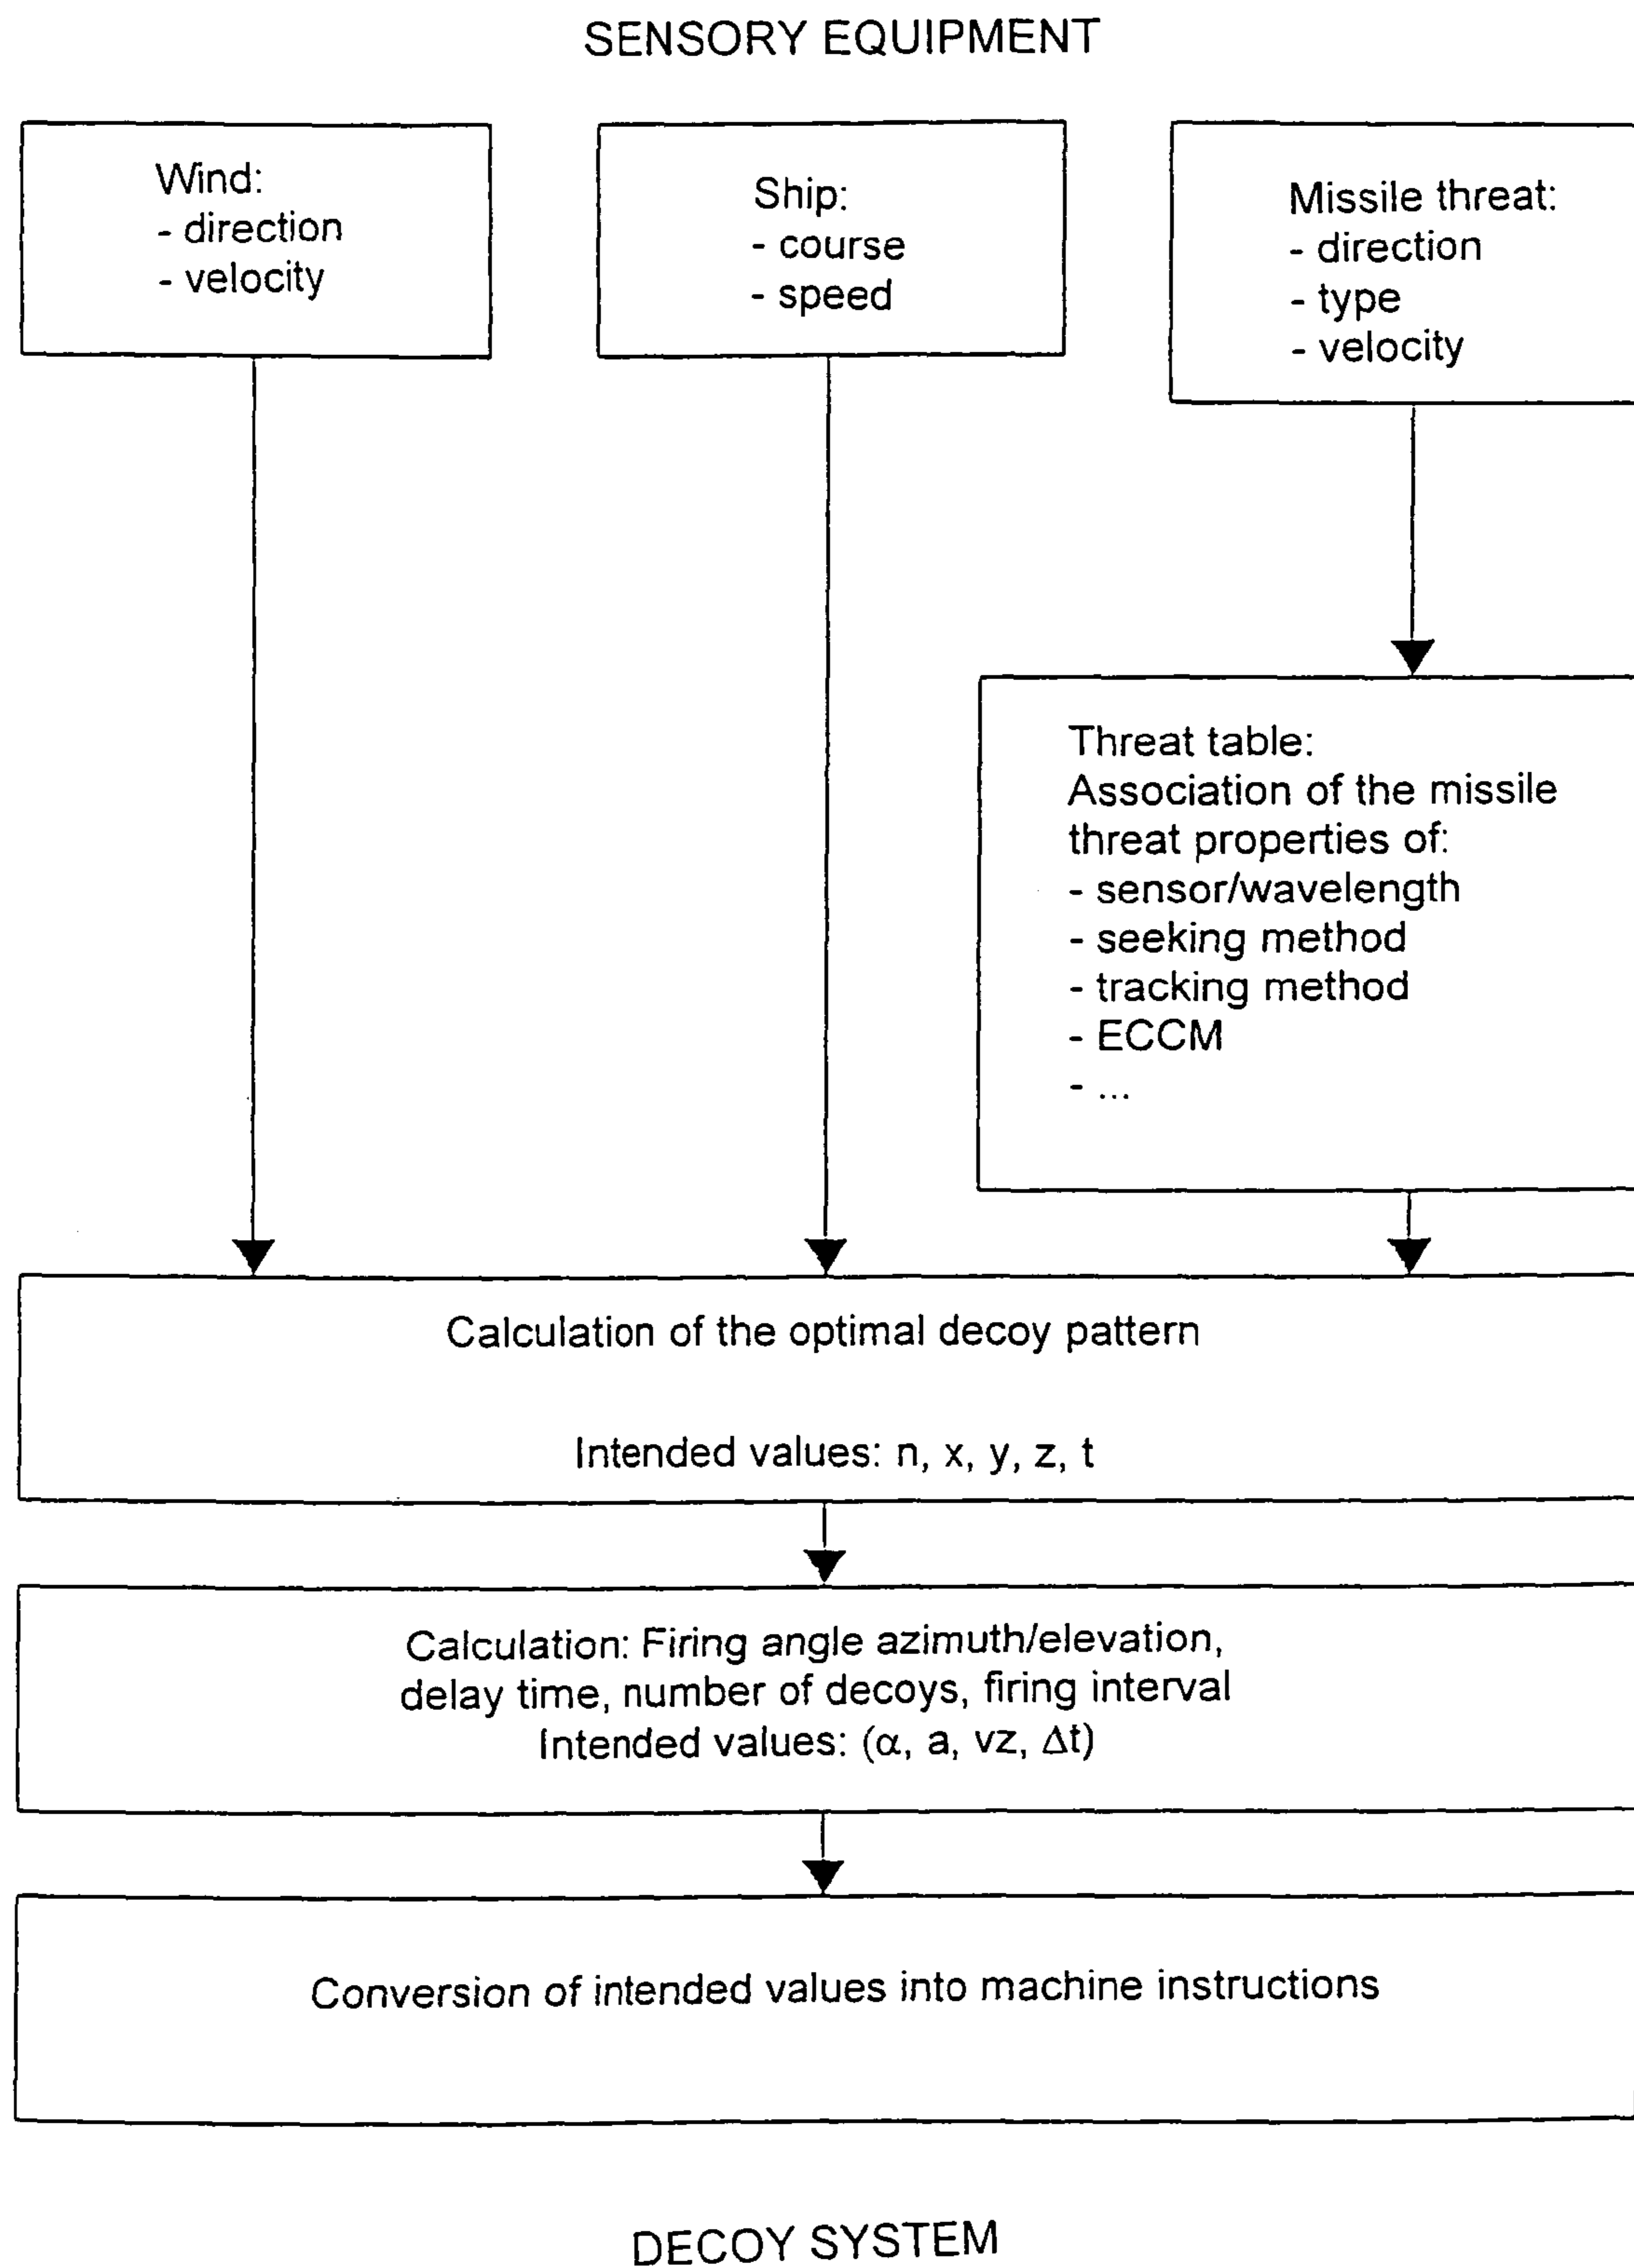 SENSORY EQUIPMENT
Wind:
- direction
- velocity
Ship:
- course
- speed
Missile threat:
- direction
- type
- velocity
Threat table:
Association of the missile
threat properties of:
- sensor/wavelength
- seeking method
- tracking method
- ECCM
- ...
Calculation of the optimal decoy pattern
Intended values: n, x, y, z, t
Calculation: Firing angle azimuth/elevation,
delay time, number of decoys, firing interval
Intended values: (α, a, vz, Δt)
Conversion of intended values into machine instructions
DECOY SYSTEM